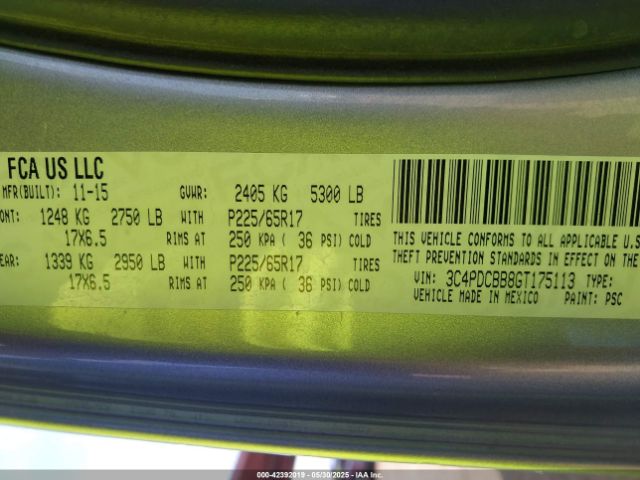 FCA US LLC
MFR(BUILT): 11-15 GVWR: 2405 KG 5300 LB
ONT: 1248 KG 2750 LB WITH P225/65R17 TIRES
17X6.5 RIMS AT 250 KPA ( 36 PSI) COLD
EAR: 1339 KG 2950 LB WITH P225/65R17 TIRES
17X6.5 RIMS AT 250 KPA ( 36 PSI) COLD
THIS VEHICLE CONFORMS TO ALL APPLICABLE U.S
THEFT PREVENTION STANDARDS IN EFFECT ON THE
VIN: 3C4PDCBB8GT175113 TYPE:
VEHICLE MADE IN MEXICO PAINT: PSC
000-42392019 - 05/30/2025 - IAA Inc.